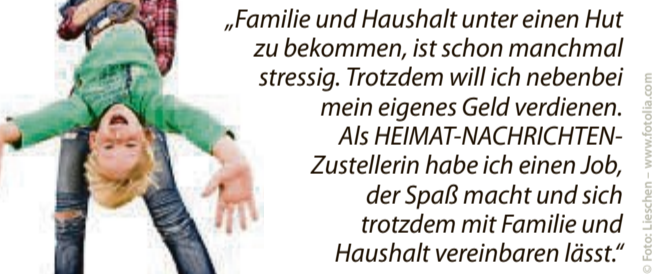 „Familie und Haushalt unter einen Hut
zu bekommen, ist schon manchmal
stressig. Trotzdem will ich nebenbei
mein eigenes Geld verdienen.
Als HEIMAT-NACHRICHTEN-
Zustellerin habe ich einen Job,
der Spaß macht und sich
trotzdem mit Familie und
Haushalt vereinbaren lässt.“
© Foto: Lieschen – www.fotolia.com